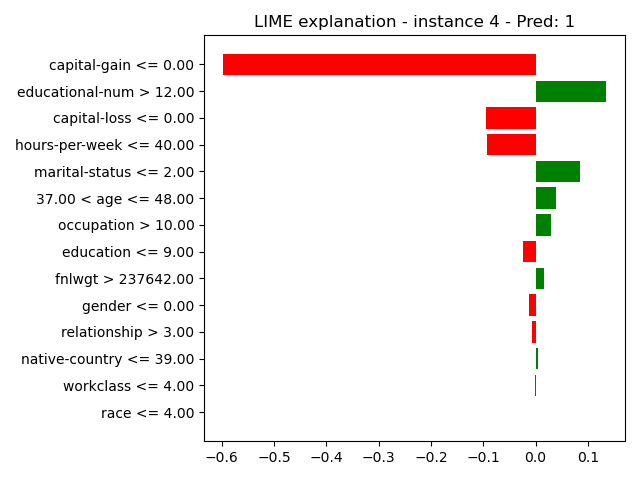 LIME explanation - instance 4 - Pred: 1
capital-gain <= 0.00
educational-num > 12.00
capital-loss <= 0.00
hours-per-week <= 40.00
marital-status <= 2.00
37.00 < age <= 48.00
occupation > 10.00
education <= 9.00
fnlwgt > 237642.00
gender <= 0.00
relationship > 3.00
native-country <= 39.00
workclass <= 4.00
race <= 4.00
−0.6 −0.5 −0.4 −0.3 −0.2 −0.1 0.0 0.1